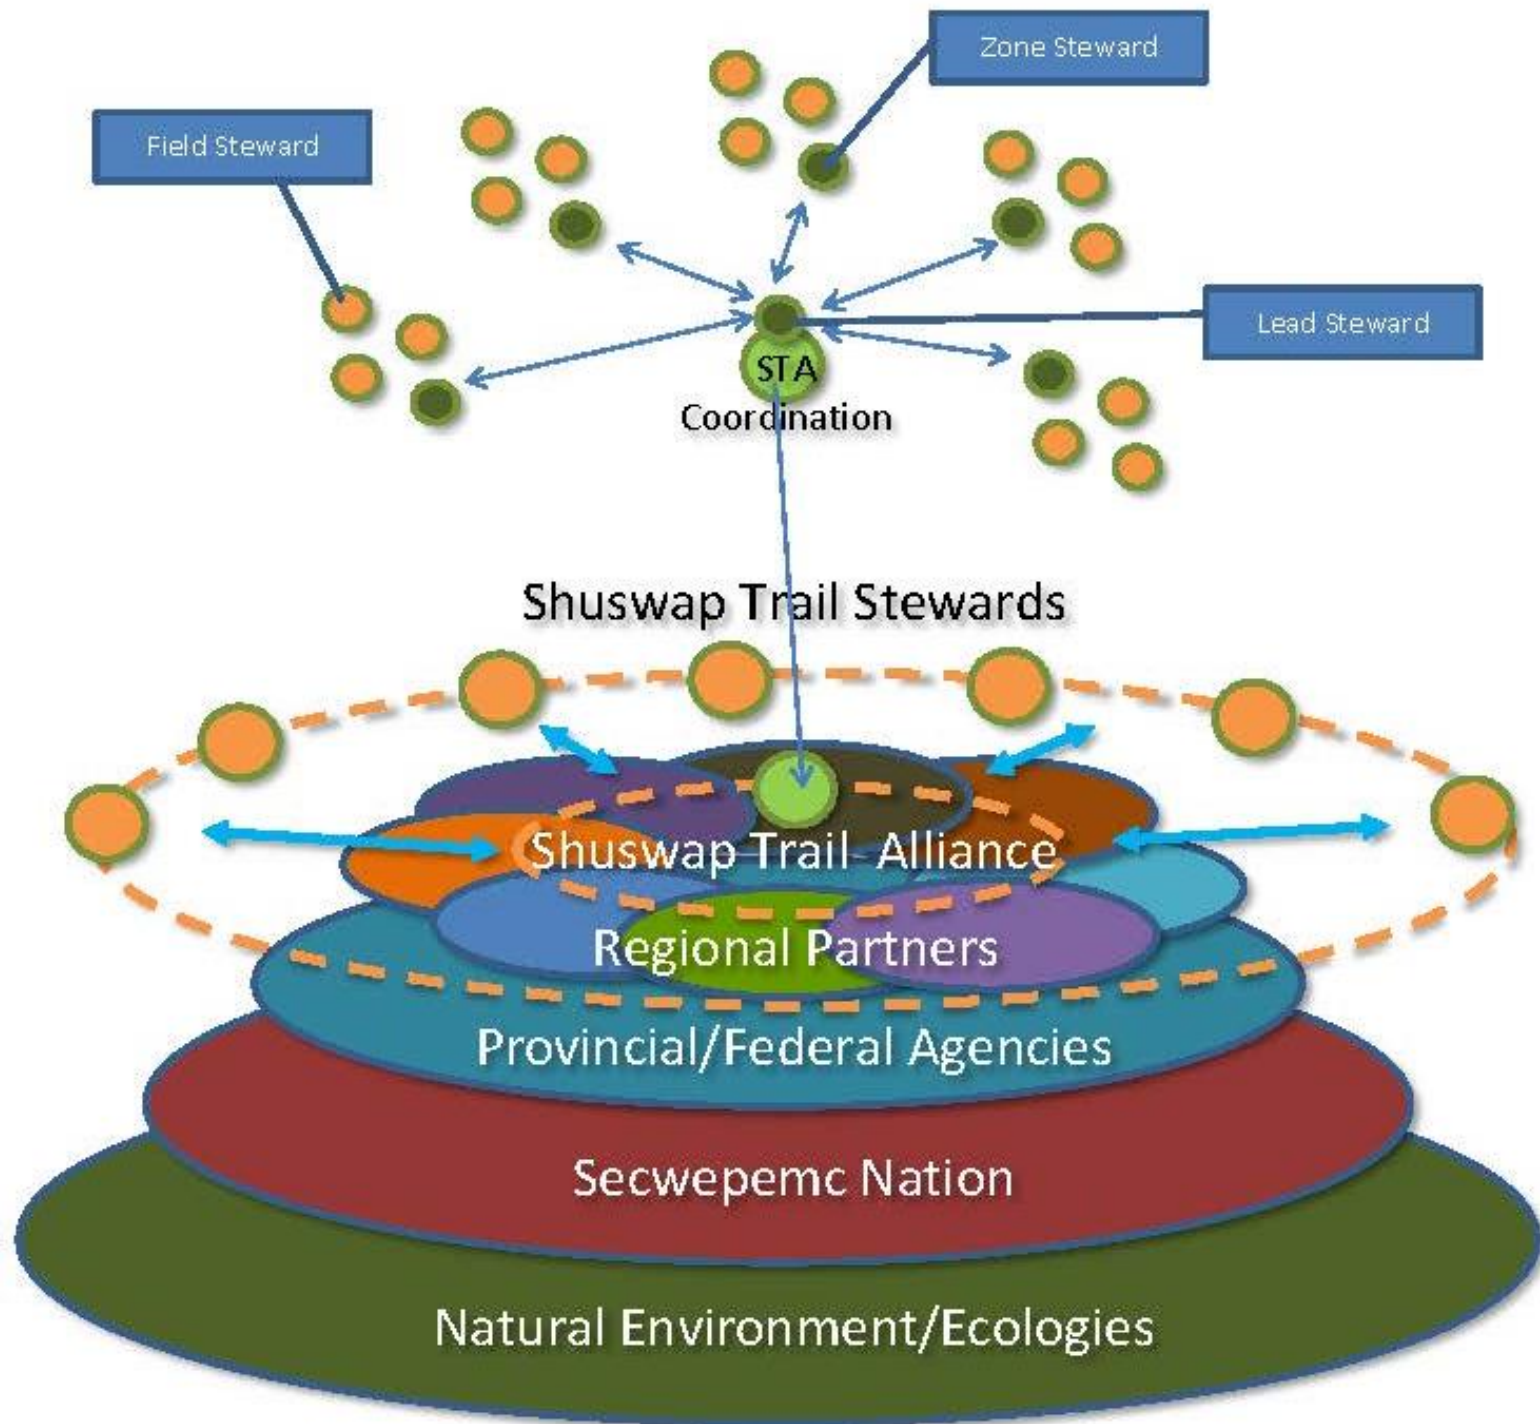 Zone Steward
Field Steward
Lead Steward
STA
Coordination
Shuswap Trail Stewards
Shuswap Trail Alliance
Regional Partners
Provincial/Federal Agencies
Secwepemc Nation
Natural Environment/Ecologies